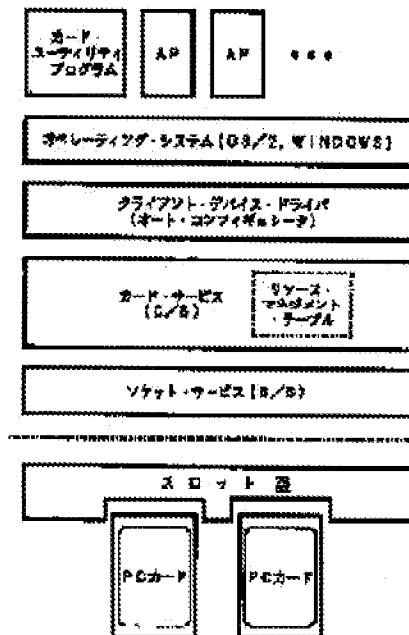 カード・
ユーティリティ
プログラム
AP
AP
•••
オペレーティング・システム(OS/2, WINDOWS)
クライアント・デバイス・ドライバ
(オート・コンフィギュレータ)
カード・サービス
(C/S)
リソース・
マネジメント
・テーブル
ソケット・サービス(S/S)
スロット
PCカード
PCカード